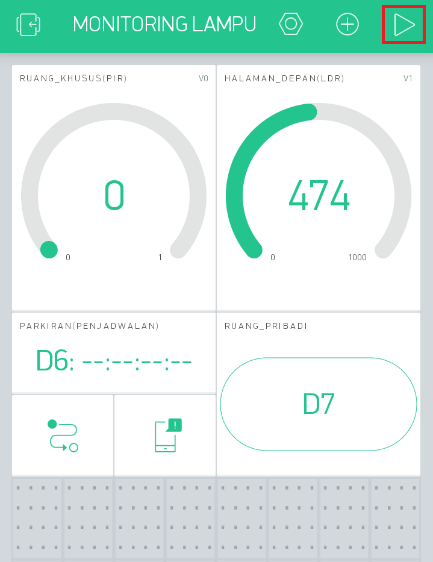 MONITORING LAMPU
RUANG_KHUSUS(PIR) V0
0
0 1
HALAMAN_DEPAN(LDR) V1
474
0 1000
PARKIRAN(PENJADWALAN)
D6: --:--:--:--
RUANG_PRIBADI
D7
!